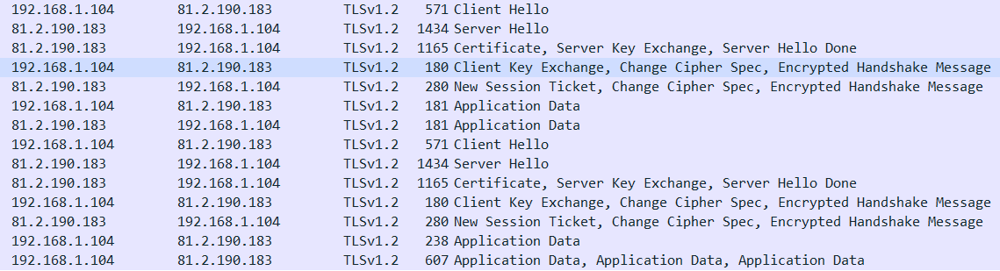 192.168.1.104 81.2.190.183 TLSv1.2 571 Client Hello
81.2.190.183 192.168.1.104 TLSv1.2 1434 Server Hello
81.2.190.183 192.168.1.104 TLSv1.2 1165 Certificate, Server Key Exchange, Server Hello Done
192.168.1.104 81.2.190.183 TLSv1.2 180 Client Key Exchange, Change Cipher Spec, Encrypted Handshake Message
81.2.190.183 192.168.1.104 TLSv1.2 280 New Session Ticket, Change Cipher Spec, Encrypted Handshake Message
192.168.1.104 81.2.190.183 TLSv1.2 181 Application Data
81.2.190.183 192.168.1.104 TLSv1.2 181 Application Data
192.168.1.104 81.2.190.183 TLSv1.2 571 Client Hello
81.2.190.183 192.168.1.104 TLSv1.2 1434 Server Hello
81.2.190.183 192.168.1.104 TLSv1.2 1165 Certificate, Server Key Exchange, Server Hello Done
192.168.1.104 81.2.190.183 TLSv1.2 180 Client Key Exchange, Change Cipher Spec, Encrypted Handshake Message
81.2.190.183 192.168.1.104 TLSv1.2 280 New Session Ticket, Change Cipher Spec, Encrypted Handshake Message
192.168.1.104 81.2.190.183 TLSv1.2 238 Application Data
192.168.1.104 81.2.190.183 TLSv1.2 607 Application Data, Application Data, Application Data